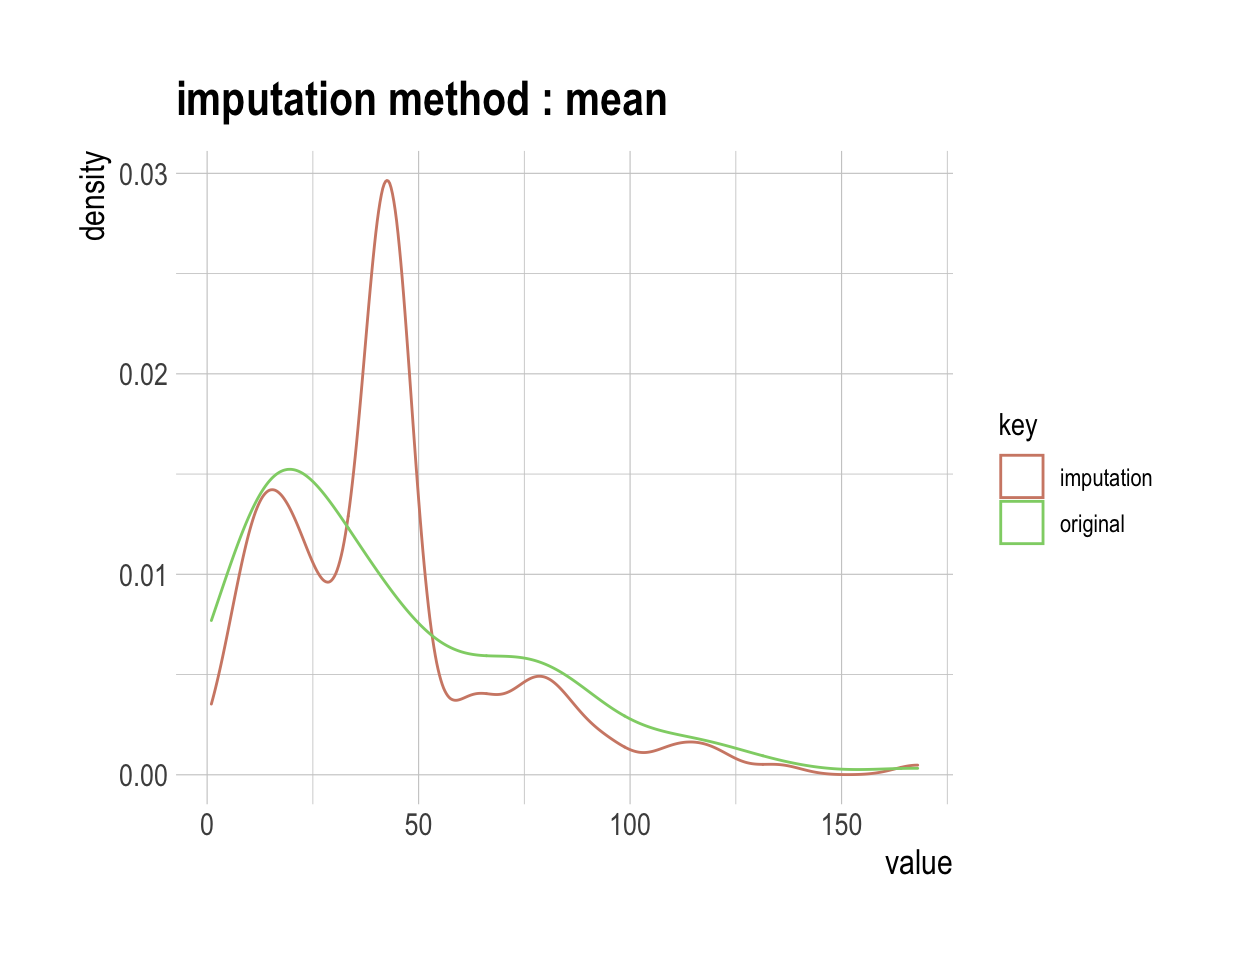 imputation method : mean
density
0.03
0.02
0.01
0.00
0 50 100 150
value
key
imputation
original